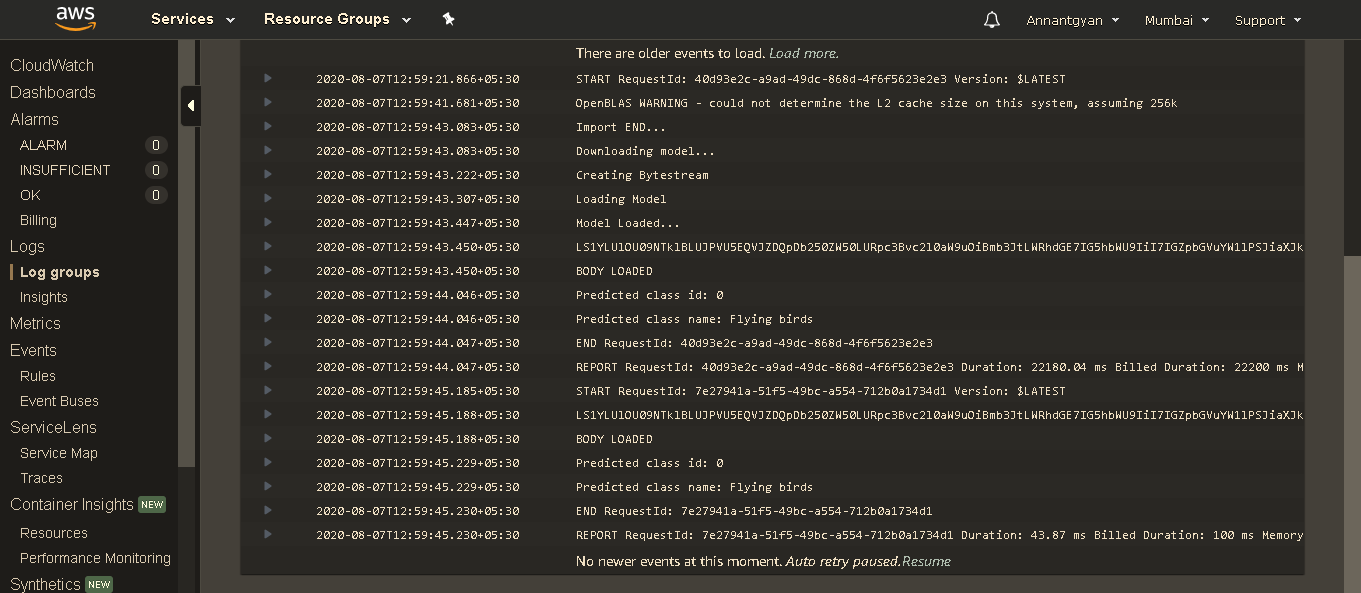 aws Services Resource Groups Annantgyan Mumbai Support
CloudWatch
Dashboards
Alarms
ALARM 0
INSUFFICIENT 0
OK 0
Billing
Logs
Log groups
Insights
Metrics
Events
Rules
Event Buses
ServiceLens
Service Map
Traces
Container Insights NEW
Resources
Performance Monitoring
Synthetics NEW
There are older events to load. Load more.
2020-08-07T12:59:21.866+05:30 START RequestId: 40d93e2c-a9ad-49dc-868d-4f6f5623e2e3 Version: $LATEST
2020-08-07T12:59:41.681+05:30 OpenBLAS WARNING - could not determine the L2 cache size on this system, assuming 256k
2020-08-07T12:59:43.083+05:30 Import END...
2020-08-07T12:59:43.083+05:30 Downloading model...
2020-08-07T12:59:43.222+05:30 Creating Bytestream
2020-08-07T12:59:43.307+05:30 Loading Model
2020-08-07T12:59:43.447+05:30 Model Loaded...
2020-08-07T12:59:43.450+05:30
2020-08-07T12:59:43.450+05:30 BODY LOADED
2020-08-07T12:59:44.046+05:30 Predicted class id: 0
2020-08-07T12:59:44.046+05:30 Predicted class name: Flying birds
2020-08-07T12:59:44.047+05:30 END RequestId: 40d93e2c-a9ad-49dc-868d-4f6f5623e2e3
2020-08-07T12:59:44.047+05:30 REPORT RequestId: 40d93e2c-a9ad-49dc-868d-4f6f5623e2e3 Duration: 22180.04 ms Billed Duration: 22200 ms M
2020-08-07T12:59:45.185+05:30 START RequestId: 7e27941a-51f5-49bc-a554-712b0a1734d1 Version: $LATEST
2020-08-07T12:59:45.188+05:30
2020-08-07T12:59:45.188+05:30 BODY LOADED
2020-08-07T12:59:45.229+05:30 Predicted class id: 0
2020-08-07T12:59:45.229+05:30 Predicted class name: Flying birds
2020-08-07T12:59:45.230+05:30 END RequestId: 7e27941a-51f5-49bc-a554-712b0a1734d1
2020-08-07T12:59:45.230+05:30 REPORT RequestId: 7e27941a-51f5-49bc-a554-712b0a1734d1 Duration: 43.87 ms Billed Duration: 100 ms Memory
No newer events at this moment. Auto retry paused. Resume